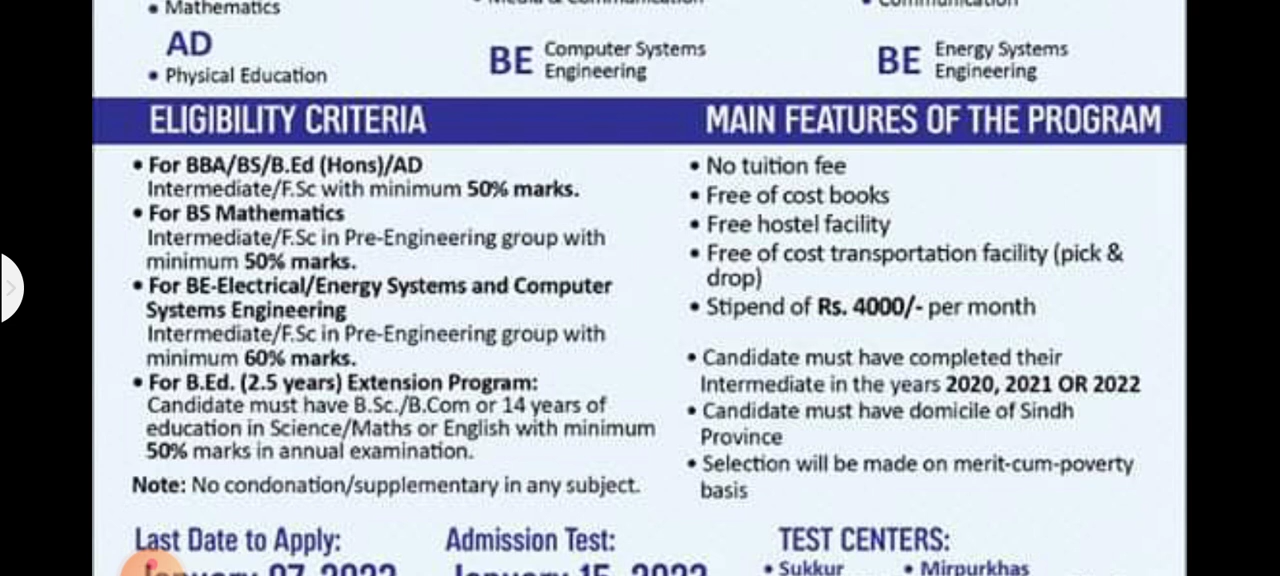 • Mathematics
AD
• Physical Education
BE Computer Systems
Engineering
Communication
BE Energy Systems
Engineering
ELIGIBILITY CRITERIA
• For BBA/BS/B.Ed (Hons)/AD
Intermediate/F.Sc with minimum 50% marks.
• For BS Mathematics
Intermediate/F.Sc in Pre-Engineering group with
minimum 50% marks.
• For BE-Electrical/Energy Systems and Computer
Systems Engineering
Intermediate/F.Sc in Pre-Engineering group with
minimum 60% marks.
• For B.Ed. (2.5 years) Extension Program:
Candidate must have B.Sc./B.Com or 14 years of
education in Science/Maths or English with minimum
50% marks in annual examination.
Note: No condonation/supplementary in any subject.
MAIN FEATURES OF THE PROGRAM
• No tuition fee
• Free of cost books
• Free hostel facility
• Free of cost transportation facility (pick &
drop)
• Stipend of Rs. 4000/- per month
• Candidate must have completed their
Intermediate in the years 2020, 2021 OR 2022
• Candidate must have domicile of Sindh
Province
• Selection will be made on merit-cum-poverty
basis
Last Date to Apply:
January 07, 2022
Admission Test:
January 15, 2022
TEST CENTERS:
• Sukkur
• Mirpurkhas